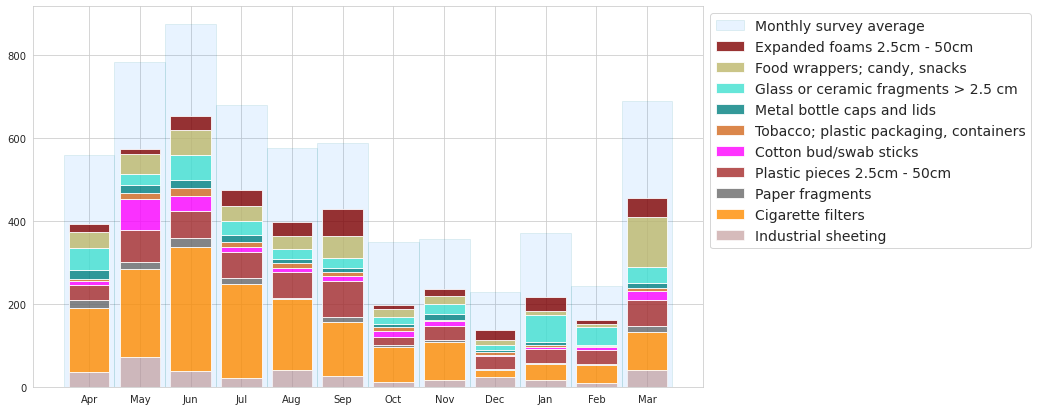 800
600
400
200
0
Apr May Jun Jul Aug Sep Oct Nov Dec Jan Feb Mar
Monthly survey average
Expanded foams 2.5cm - 50cm
Food wrappers; candy, snacks
Glass or ceramic fragments > 2.5 cm
Metal bottle caps and lids
Tobacco; plastic packaging, containers
Cotton bud/swab sticks
Plastic pieces 2.5cm - 50cm
Paper fragments
Cigarette filters
Industrial sheeting